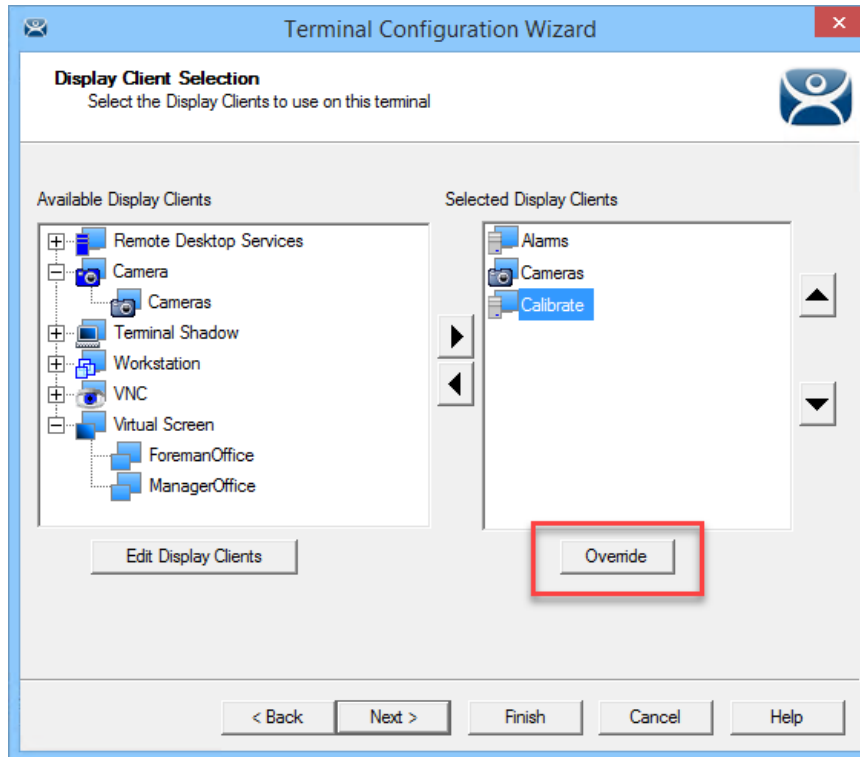 Terminal Configuration Wizard
Display Client Selection
Select the Display Clients to use on this terminal
Available Display Clients
Remote Desktop Services
Camera
Cameras
Terminal Shadow
Workstation
VNC
Virtual Screen
ForemanOffice
ManagerOffice
Edit Display Clients
Selected Display Clients
Alarms
Cameras
Calibrate
Override
< Back
Next >
Finish
Cancel
Help